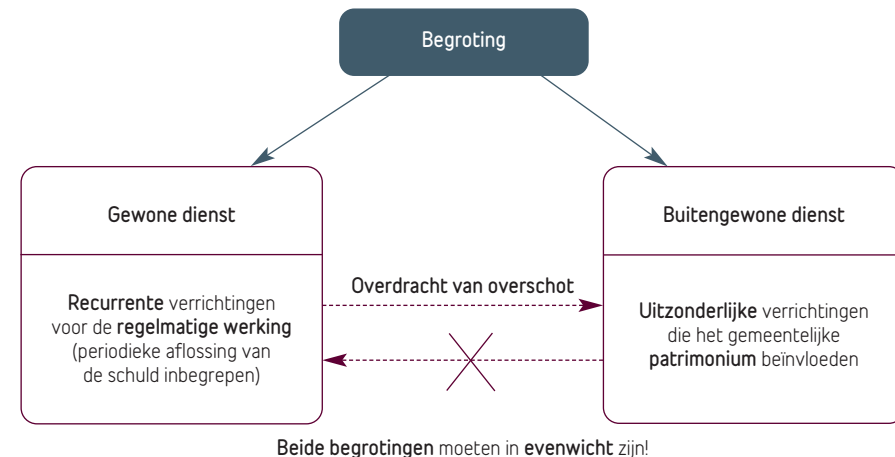 Begroting
Gewone dienst
Buitengewone dienst
Recurrente verrichtingen
voor de regelmatige werking
(periodieke aflossing van
de schuld inbegrepen)
Overdracht van overschot
Uitzonderlijke verrichtingen
die het gemeentelijke
patrimonium beïnvloeden
Beide begrotingen moeten in evenwicht zijn!